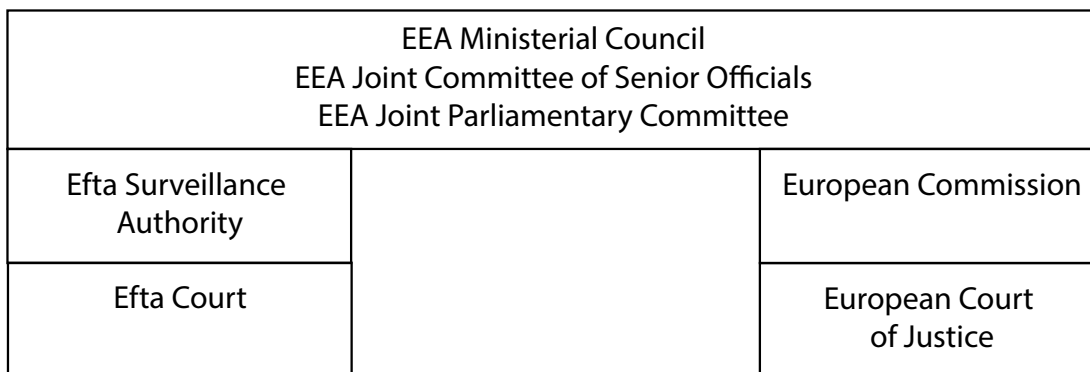 EEA Ministerial Council
EEA Joint Committee of Senior Officials
EEA Joint Parliamentary Committee
Efta Surveillance
Authority
European Commission
Efta Court
European Court
of Justice